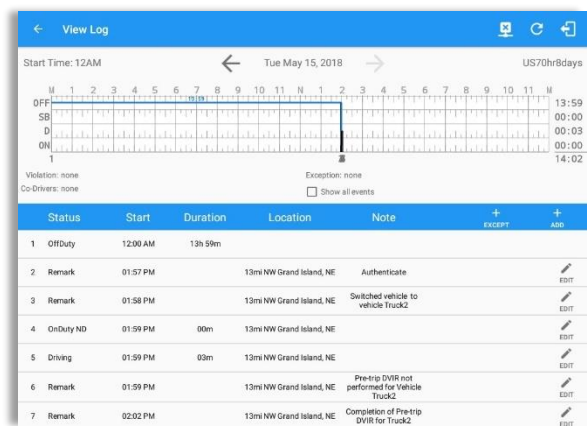 View Log
Start Time: 12AM Tue May 15, 2018 US70hr8days
M 1 2 3 4 5 6 7 8 9 10 11 N 1 2 3 4 5 6 7 8 9 10 11 M
OFF 13:59
SB 00:00
D 00:03
ON 00:00
1 14:02
Violation: none Exception: none
Co-Drivers: none Show all events
Status Start Duration Location Note + EXCEPT + ADD
1 OffDuty 12:00 AM 13h 59m
2 Remark 01:57 PM 13mi NW Grand Island, NE Authenticate EDIT
3 Remark 01:58 PM 13mi NW Grand Island, NE Switched vehicle to
vehicle Truck2 EDIT
4 OnDuty ND 01:59 PM 00m 13mi NW Grand Island, NE EDIT
5 Driving 01:59 PM 03m 13mi NW Grand Island, NE EDIT
6 Remark 01:59 PM 13mi NW Grand Island, NE Pre-trip DVIR not
performed for Vehicle
Truck2 EDIT
7 Remark 02:02 PM 13mi NW Grand Island, NE Completion of Pre-trip
DVIR for Truck2 EDIT